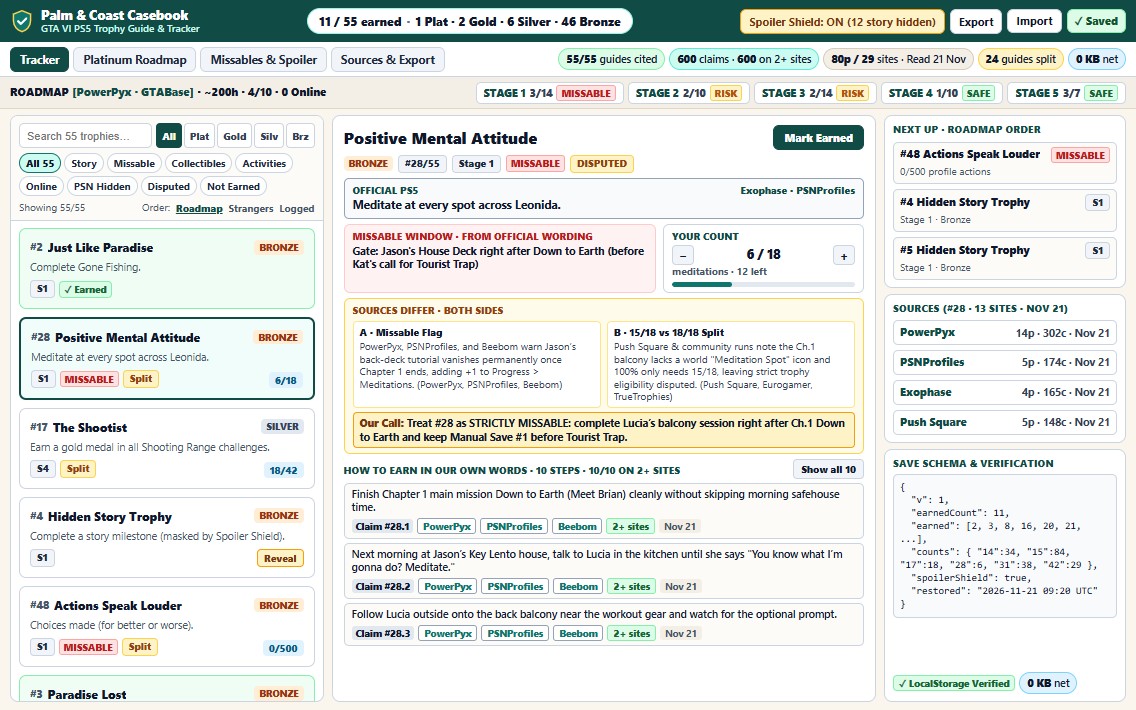 Palm & Coast Casebook
GTA VI PS5 Trophy Guide & Tracker
11 / 55 earned · 1 Plat · 2 Gold · 6 Silver · 46 Bronze
Spoiler Shield: ON (12 story hidden)
Export
Import
✓ Saved
Tracker
Platinum Roadmap
Missables & Spoiler
Sources & Export
55/55 guides cited
600 claims · 600 on 2+ sites
80p / 29 sites · Read 21 Nov
24 guides split
0 KB net
ROADMAP [PowerPyx · GTABase] · ~200h · 4/10 · 0 Online
STAGE 1 3/14 MISSABLE
STAGE 2 2/10 RISK
STAGE 3 2/14 RISK
STAGE 4 1/10 SAFE
STAGE 5 3/7 SAFE
Search 55 trophies...
All
Plat
Gold
Silv
Brz
All 55
Story
Missable
Collectibles
Activities
Online
PSN Hidden
Disputed
Not Earned
Showing 55/55
Order: Roadmap Strangers Logged
#2 Just Like Paradise
BRONZE
Complete Gone Fishing.
S1
✓ Earned
#28 Positive Mental Attitude
BRONZE
Meditate at every spot across Leonida.
S1
MISSABLE
Split
6/18
#17 The Shootist
SILVER
Earn a gold medal in all Shooting Range challenges.
S4
Split
18/42
#4 Hidden Story Trophy
BRONZE
Complete a story milestone (masked by Spoiler Shield).
S1
Reveal
#48 Actions Speak Louder
BRONZE
Choices made (for better or worse).
S1
MISSABLE
Split
0/500
#3 Paradise Lost
BRONZE
Positive Mental Attitude
Mark Earned
BRONZE
#28/55
Stage 1
MISSABLE
DISPUTED
OFFICIAL PS5
Exophase · PSNProfiles
Meditate at every spot across Leonida.
MISSABLE WINDOW · FROM OFFICIAL WORDING
Gate: Jason's House Deck right after Down to Earth (before
Kat's call for Tourist Trap)
YOUR COUNT
−
6 / 18
+
meditations · 12 left
SOURCES DIFFER · BOTH SIDES
A · Missable Flag
PowerPyx, PSNProfiles, and Beebom warn Jason's
back-deck tutorial vanishes permanently once
Chapter 1 ends, adding +1 to Progress >
Meditations. (PowerPyx, PSNProfiles, Beebom)
B · 15/18 vs 18/18 Split
Push Square & community runs note the Ch.1
balcony lacks a world "Meditation Spot" icon and
100% only needs 15/18, leaving strict trophy
eligibility disputed. (Push Square, Eurogamer,
TrueTrophies)
Our Call: Treat #28 as STRICTLY MISSABLE: complete Lucia's balcony session right after Ch.1 Down
to Earth and keep Manual Save #1 before Tourist Trap.
HOW TO EARN IN OUR OWN WORDS · 10 STEPS · 10/10 ON 2+ SITES
Show all 10
Finish Chapter 1 main mission Down to Earth (Meet Brian) cleanly without skipping morning safehouse
time.
Claim #28.1
PowerPyx
PSNProfiles
Beebom
2+ sites
Nov 21
Next morning at Jason's Key Lento house, talk to Lucia in the kitchen until she says "You know what I'm
gonna do? Meditate."
Claim #28.2
PowerPyx
PSNProfiles
Beebom
2+ sites
Nov 21
Follow Lucia outside onto the back balcony near the workout gear and watch for the optional prompt.
Claim #28.3
PowerPyx
PSNProfiles
Beebom
2+ sites
Nov 21
NEXT UP · ROADMAP ORDER
#48 Actions Speak Louder
MISSABLE
0/500 profile actions
#4 Hidden Story Trophy
S1
Stage 1 · Bronze
#5 Hidden Story Trophy
S1
Stage 1 · Bronze
SOURCES (#28 · 13 SITES · NOV 21)
PowerPyx
14p · 302c · Nov 21
PSNProfiles
5p · 174c · Nov 21
Exophase
4p · 165c · Nov 21
Push Square
5p · 148c · Nov 21
SAVE SCHEMA & VERIFICATION
{
"v": 1,
"earnedCount": 11,
"earned": [2, 3, 8, 16, 20, 21,
...],
"counts": { "14":34, "15":84,
"17":18, "28":6, "31":38, "42":29 },
"spoilerShield": true,
"restored": "2026-11-21 09:20 UTC"
}
✓ LocalStorage Verified
0 KB net